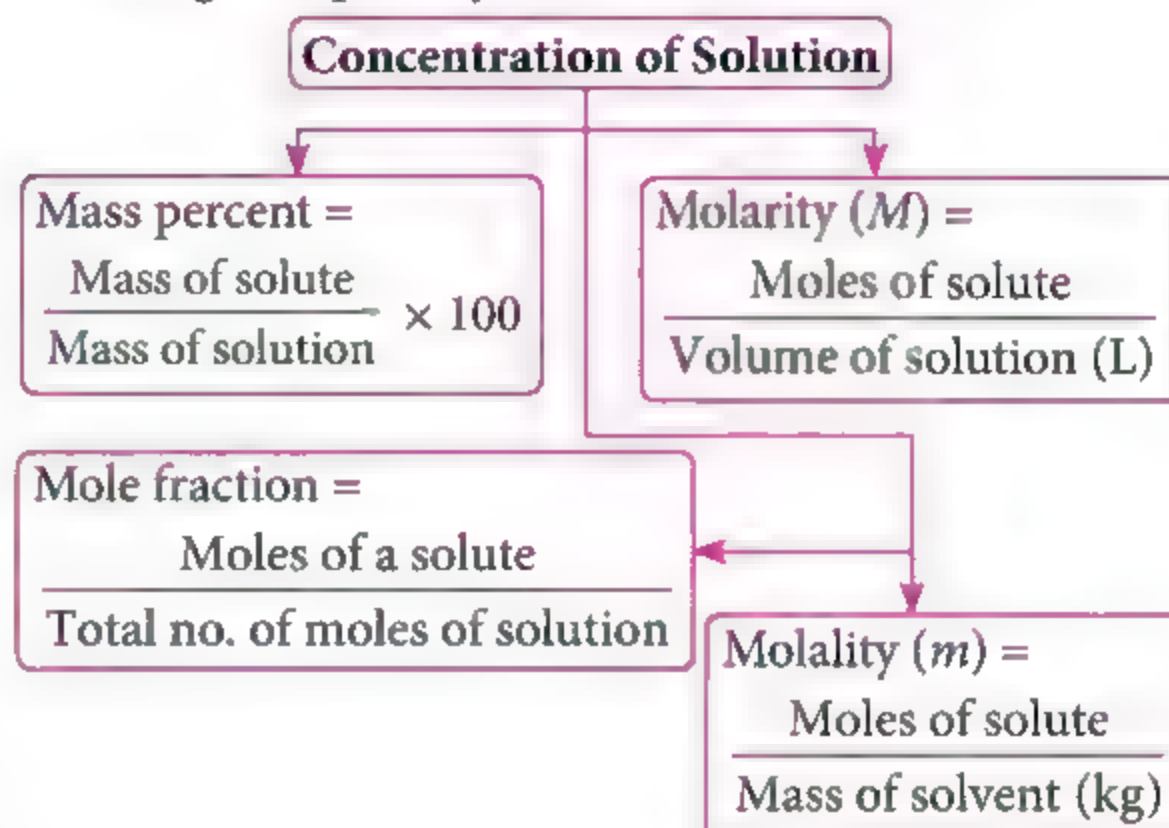 Concentration of Solution
Mass percent =
Mass of solute
Mass of solution
× 100
Molarity (M) =
Moles of solute
Volume of solution (L)
Mole fraction =
Moles of a solute
Total no. of moles of solution
Molality (m) =
Moles of solute
Mass of solvent (kg)